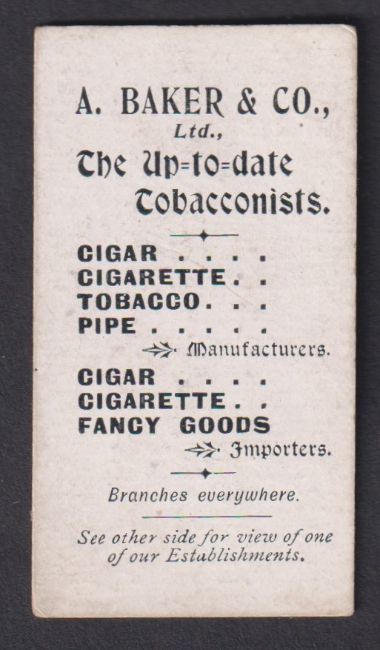 A. BAKER & CO.,
Ltd.,
The Up=to=date
Tobacconists.
CIGAR . . . .
CIGARETTE . .
TOBACCO . . .
PIPE . . . . .
Manufacturers.
CIGAR . . . .
CIGARETTE . .
FANCY GOODS
Importers.
Branches everywhere.
See other side for view of one
of our Establishments.